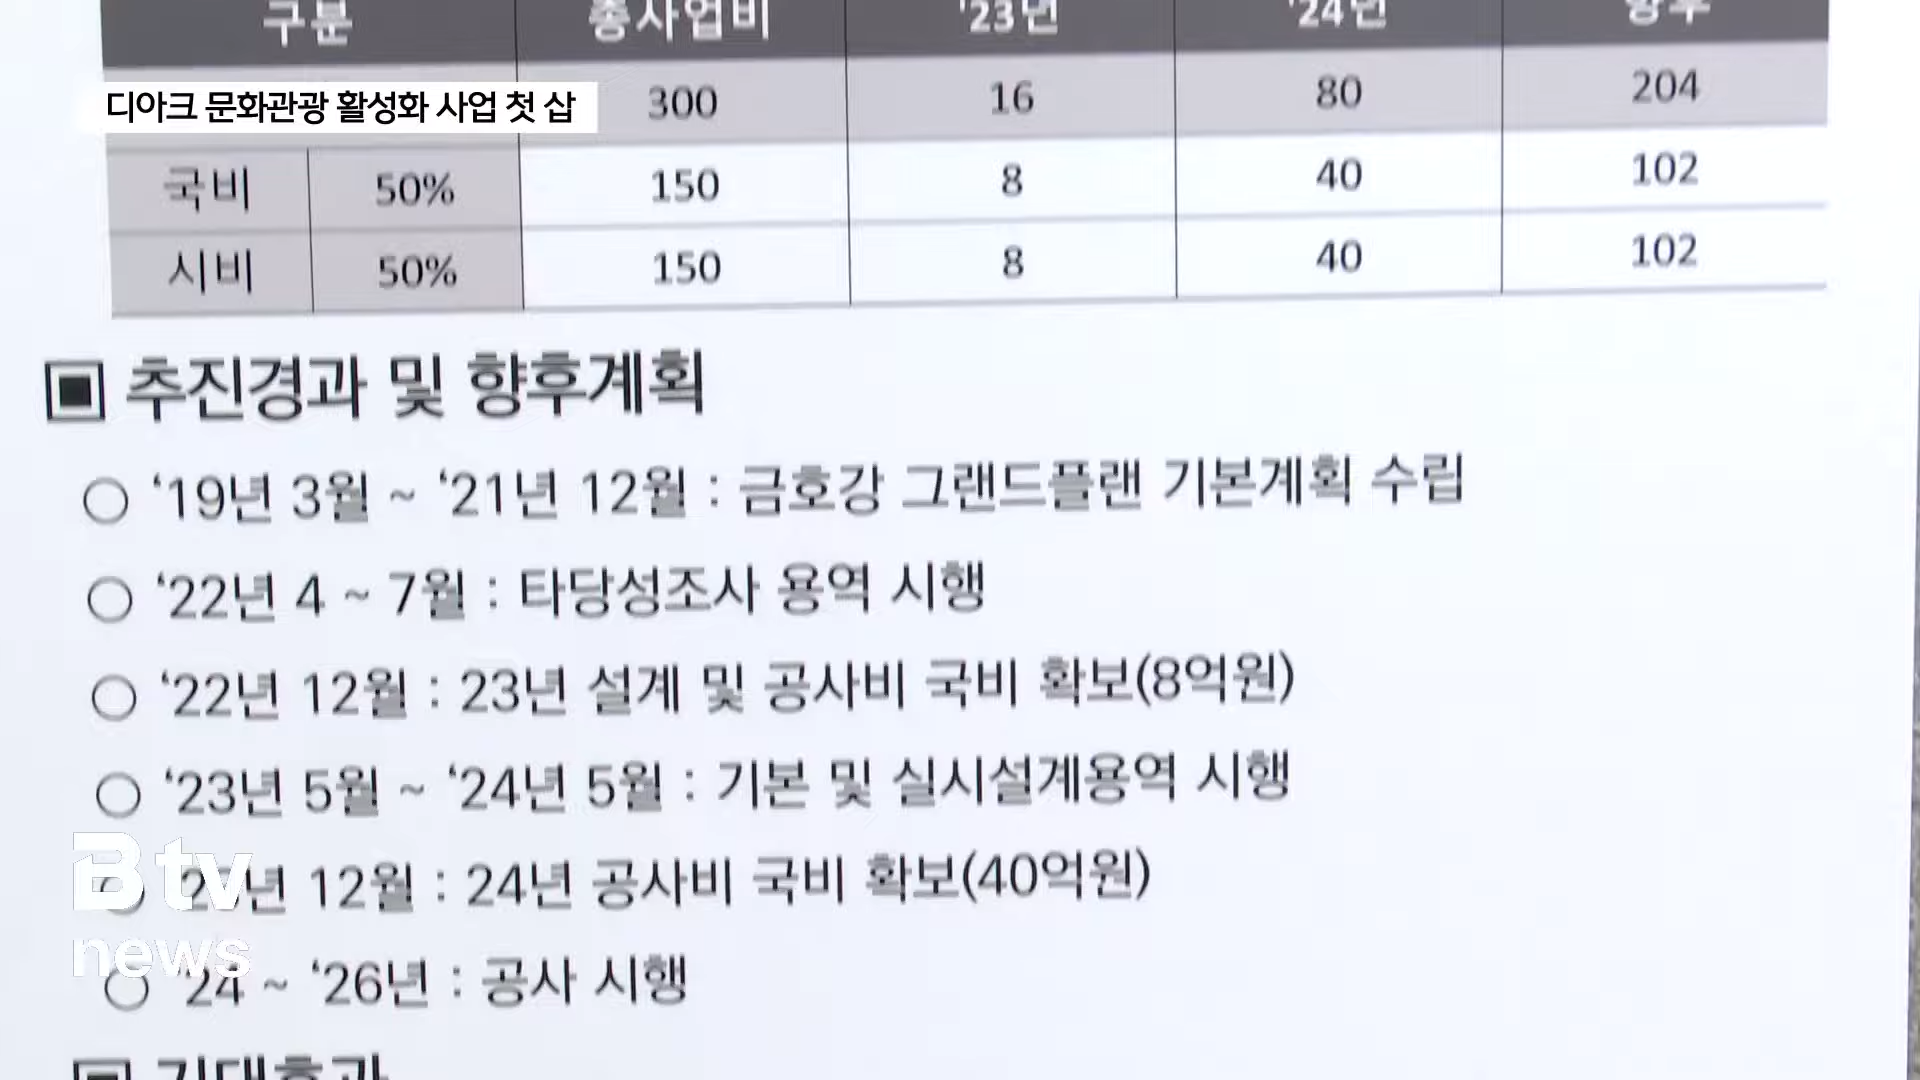 구분 총사업비 '23년 '24년 향후
디아크 문화관광 활성화 사업 첫 삽
300 16 80 204
국비 50% 150 8 40 102
시비 50% 150 8 40 102
▣ 추진경과 및 향후계획
○ ‘19년 3월 ~ ‘21년 12월 : 금호강 그랜드플랜 기본계획 수립
○ ‘22년 4 ~ 7월 : 타당성조사 용역 시행
○ ‘22년 12월 : 23년 설계 및 공사비 국비 확보(8억원)
○ ‘23년 5월 ~ ‘24년 5월 : 기본 및 실시설계용역 시행
○ ‘23년 12월 : 24년 공사비 국비 확보(40억원)
○ ‘24 ~ ‘26년 : 공사 시행
B tv
news
▣ 기대효과